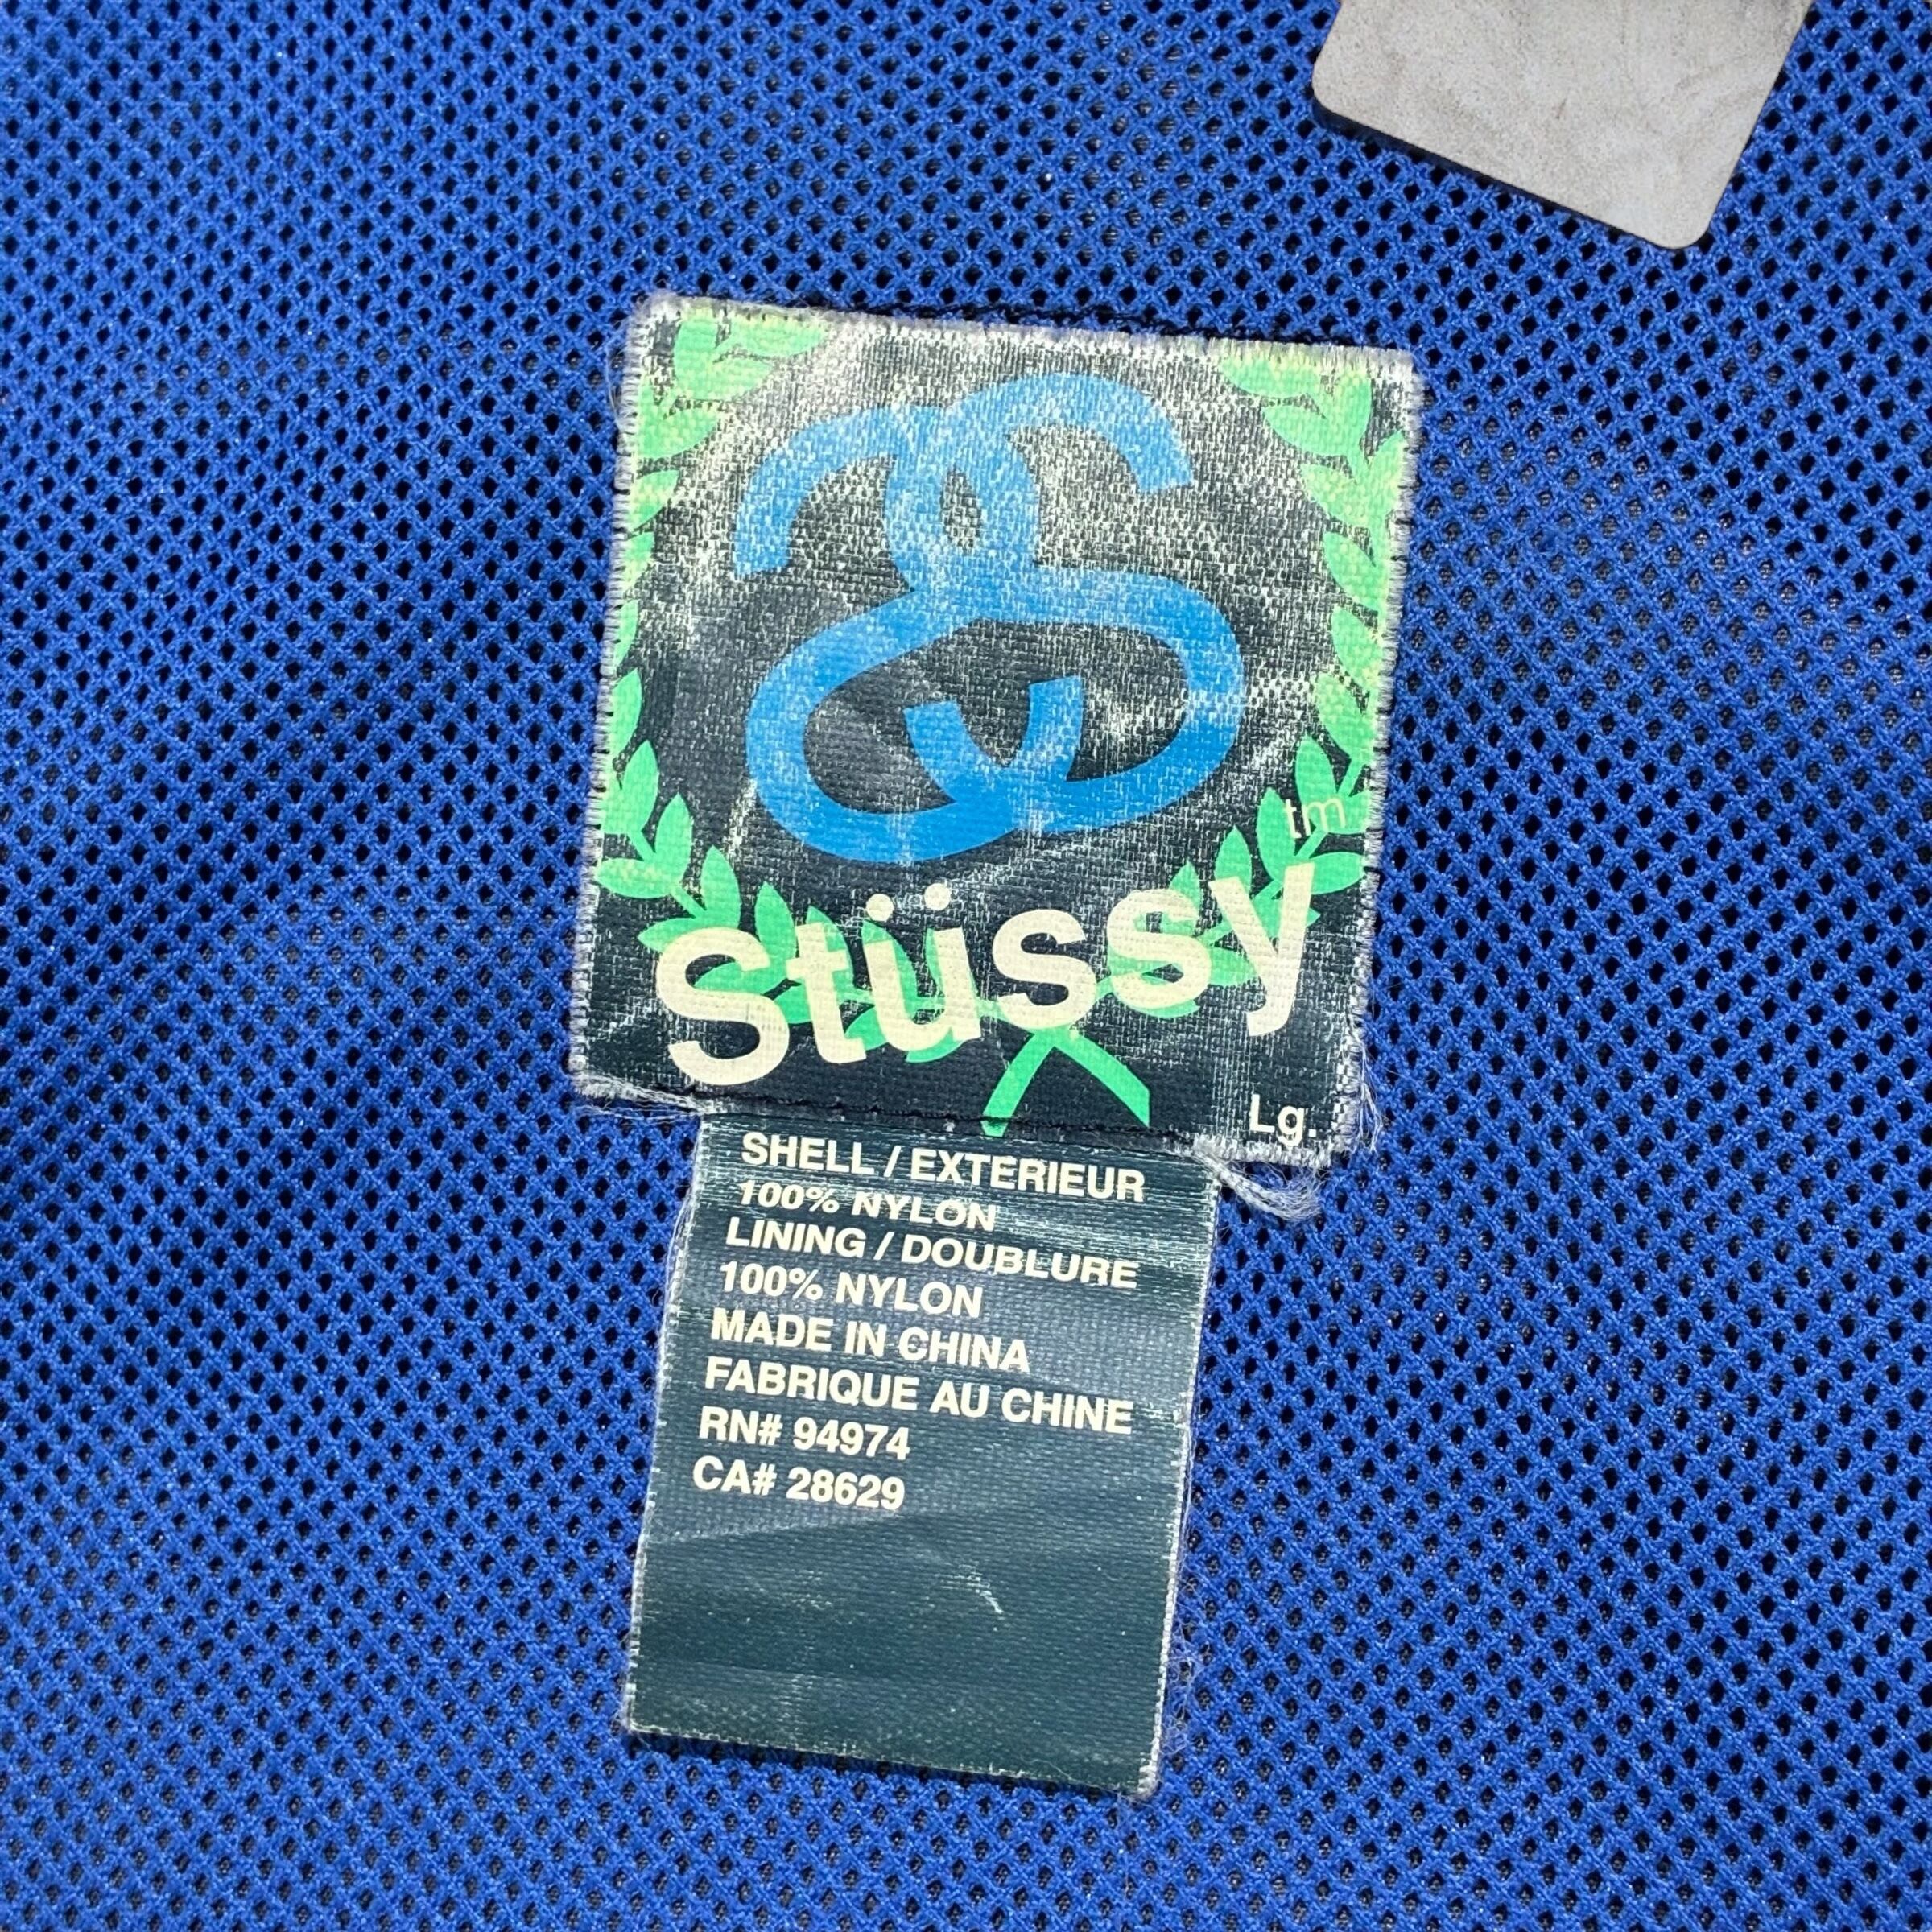 tm
Stüssy
Lg.
SHELL / EXTERIEUR
100% NYLON
LINING / DOUBLURE
100% NYLON
MADE IN CHINA
FABRIQUE AU CHINE
RN# 94974
CA# 28629